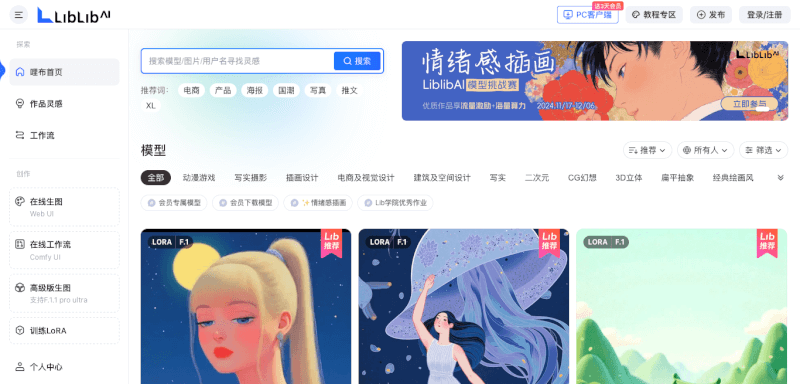 LIBLIBAI
送3天会员
PC客户端
教程专区
发布
登录/注册
探索
哩布首页
作品灵感
工作流
创作
在线生图
Web UI
在线工作流
Comfy UI
高级版生图
支持F.1.1 pro ultra
训练LoRA
个人中心
搜索模型/图片/用户名寻找灵感
搜索
推荐词: 电商 产品 海报 国潮 写真 推文
XL
情绪感插画
LiblibAI 模型挑战赛
优质作品享流量激励+海量算力 2024.11/17-12/06
LIBLIBAI
立即参与
模型
推荐 所有人 筛选
全部 动漫游戏 写实摄影 插画设计 电商及视觉设计 建筑及空间设计 写实 二次元 CG幻想 3D立体 扁平抽象 经典绘画风
会员专属模型 会员下载模型 ✨情绪感插画 Lib学院优秀作业
LORA F.1 Lib推荐
LORA F.1 Lib推荐
LORA F.1 Lib推荐